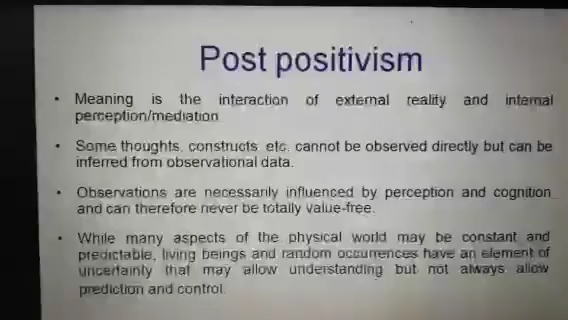 Post positivism
• Meaning is the interaction of external reality and internal
perception/mediation
• Some thoughts, constructs, etc. cannot be observed directly but can be
inferred from observational data.
• Observations are necessarily influenced by perception and cognition
and can therefore never be totally value-free.
• While many aspects of the physical world may be constant and
predictable, living beings and random occurrences have an element of
uncertainty that may allow understanding but not always allow
prediction and control.